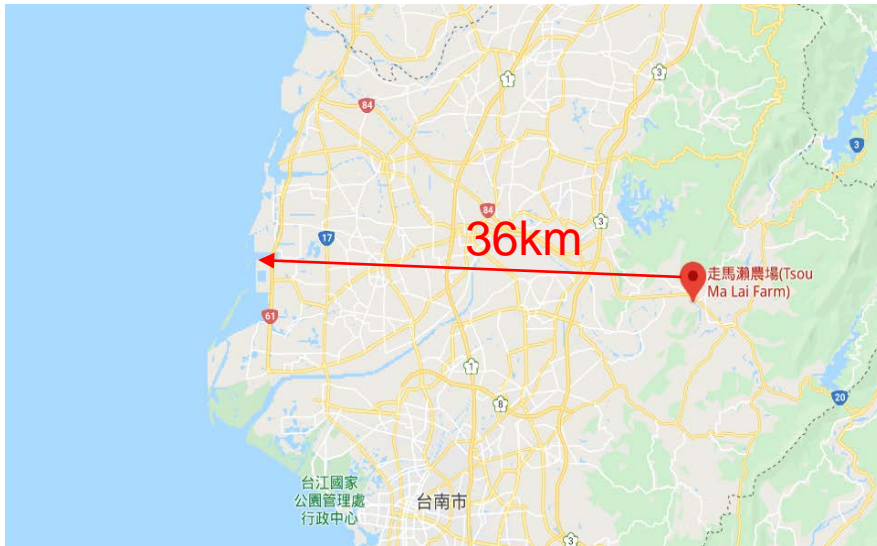 3
1
84
3
84
3
36km
17
走馬瀨農場(Tsou
Ma Lai Farm)
61
1
20
8
台江國家
公園管理處
行政中心
台南市
3